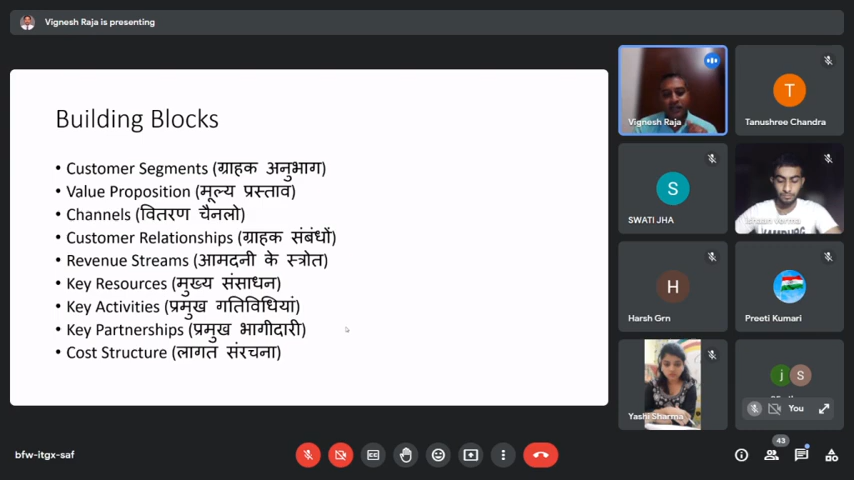 Vignesh Raja is presenting
Building Blocks
• Customer Segments (ग्राहक अनुभाग)
• Value Proposition (मूल्य प्रस्ताव)
• Channels (वितरण चैनलो)
• Customer Relationships (ग्राहक संबंधों)
• Revenue Streams (आमदनी के स्त्रोत)
• Key Resources (मुख्य संसाधन)
• Key Activities (प्रमुख गतिविधियां)
• Key Partnerships (प्रमुख भागीदारी)
• Cost Structure (लागत संरचना)
Vignesh Raja
T
Tanushree Chandra
S
SWATI JHA
Verma
H
Harsh Grn
Preeti Kumari
Yashi Sharma
j S
You
bfw-itgx-saf
43